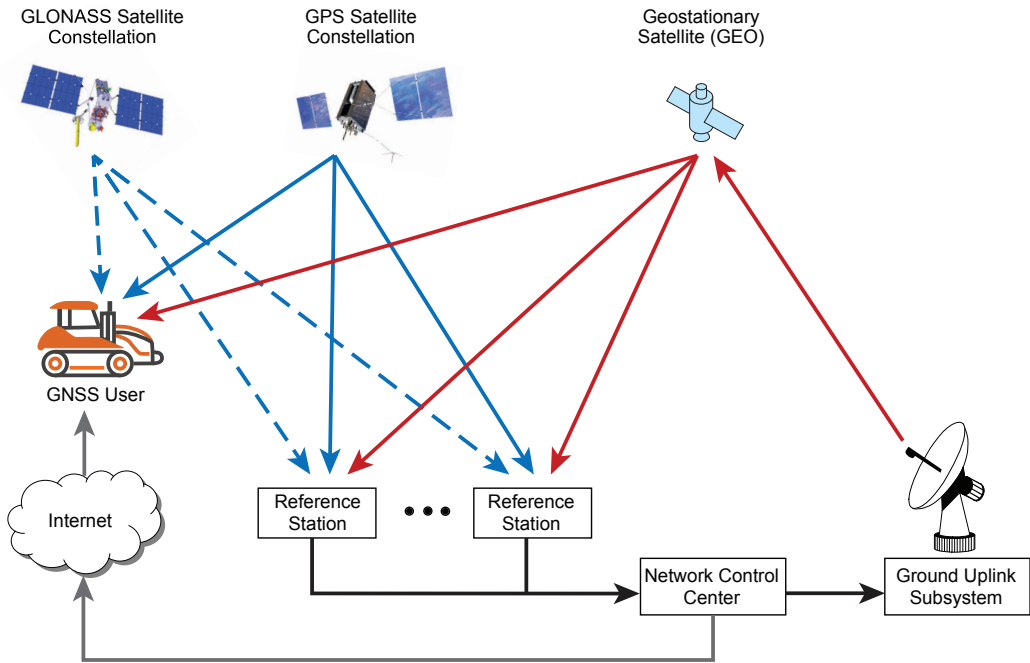 GLONASS Satellite
Constellation
GPS Satellite
Constellation
Geostationary
Satellite (GEO)
GNSS User
Internet
Reference
Station
Reference
Station
Network Control
Center
Ground Uplink
Subsystem